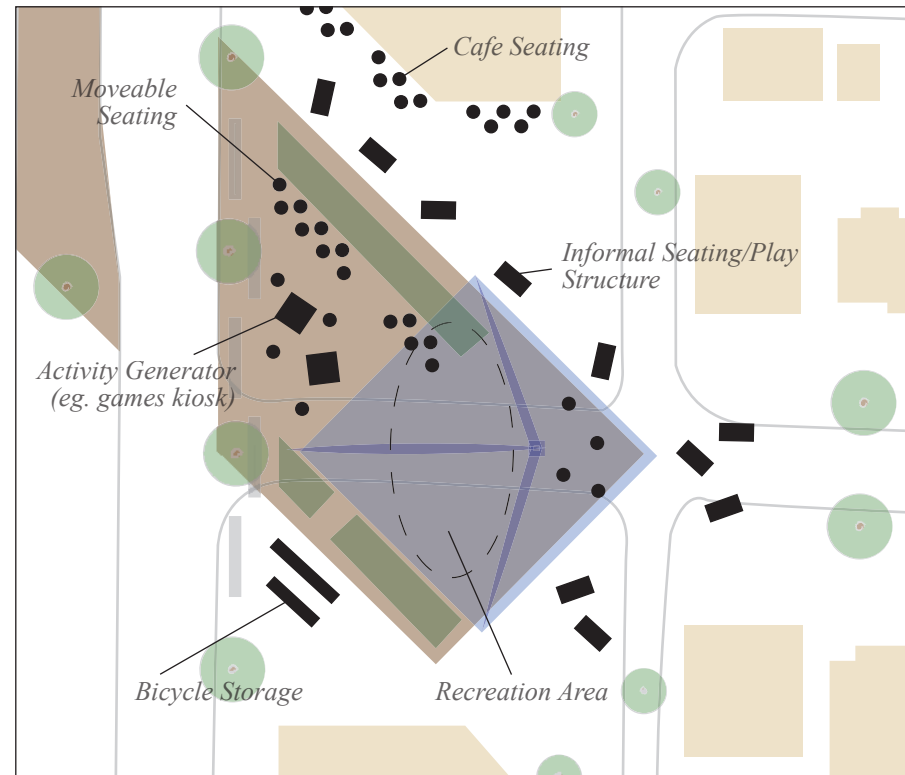 Cafe Seating
Moveable
Seating
Informal Seating/Play
Structure
Activity Generator
(eg. games kiosk)
Bicycle Storage
Recreation Area